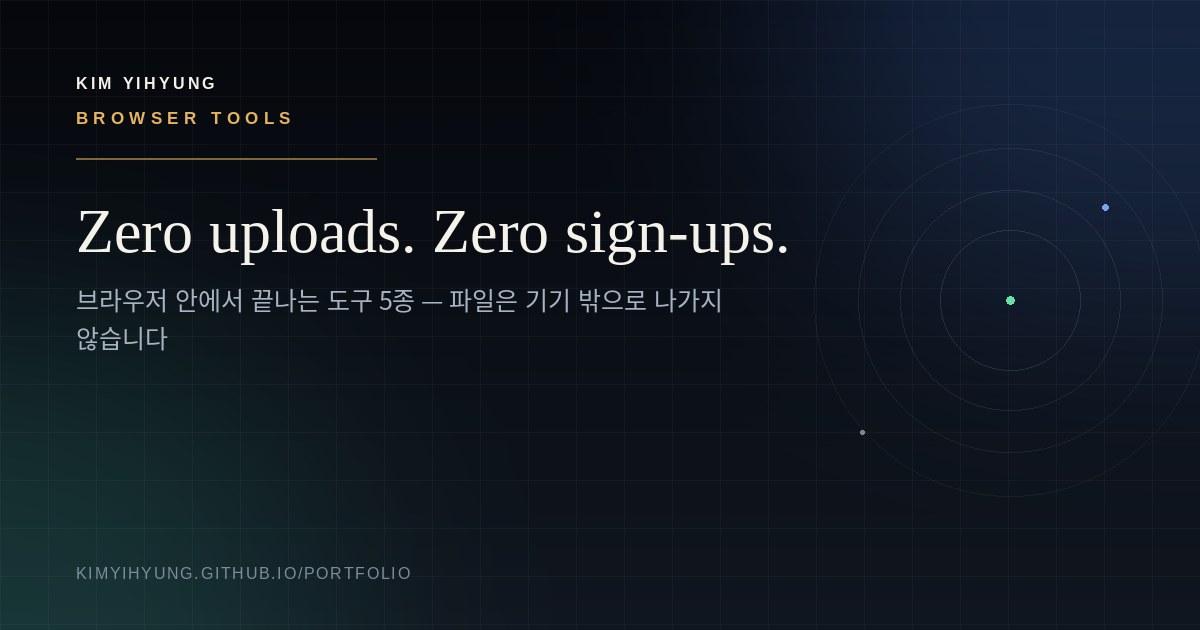 KIM YIHYUNG
BROWSER TOOLS
Zero uploads. Zero sign-ups.
브라우저 안에서 끝나는 도구 5종 — 파일은 기기 밖으로 나가지
않습니다
KIMYIHYUNG.GITHUB.IO/PORTFOLIO